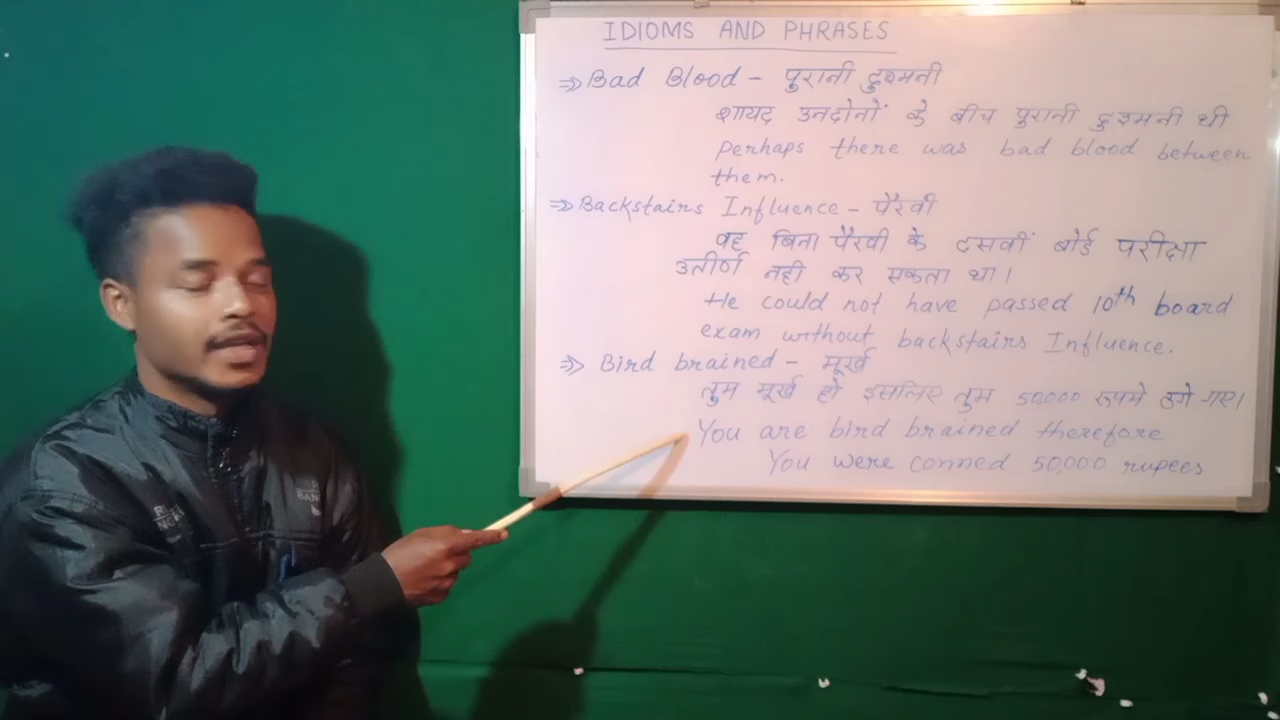 IDIOMS AND PHRASES
⇒ Bad Blood - पुरानी दुश्मनी
शायद उनदोनों के बीच पुरानी दुश्मनी थी
perhaps there was bad blood between
them.
⇒ Backstairs Influence - पैरवी
वह बिना पैरवी के दसवीं बोर्ड परीक्षा
उतीर्ण नही कर सकता था।
He could not have passed 10th board
exam without backstairs Influence.
⇒ Bird brained - मूर्ख
तुम मूर्ख हो इसलिए तुम 50,000 रूपये ठगे गए।
You are bird brained therefore
You were conned 50,000 rupees